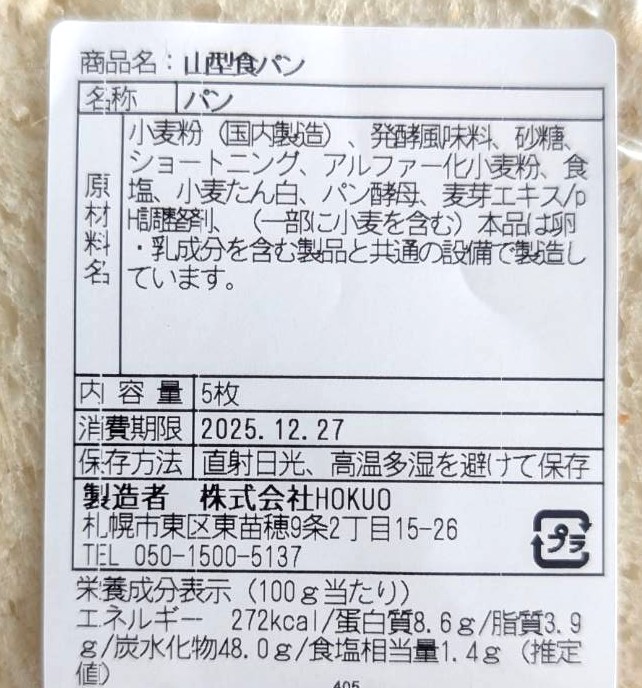 商品名：山型食パン
名称 パン
原材料名 小麦粉（国内製造）、発酵風味料、砂糖、
ショートニング、アルファー化小麦粉、食
塩、小麦たん白、パン酵母、麦芽エキス/p
H調整剤、（一部に小麦を含む）本品は卵
・乳成分を含む製品と共通の設備で製造し
ています。
内容量 5枚
消費期限 2025.12.27
保存方法 直射日光、高温多湿を避けて保存
製造者 株式会社HOKUO
札幌市東区東苗穂9条2丁目15-26
TEL 050-1500-5137
プラ
栄養成分表示（100g当たり）
エネルギー 272kcal/蛋白質8.6g/脂質3.9
g/炭水化物48.0g/食塩相当量1.4g（推定
値）
405